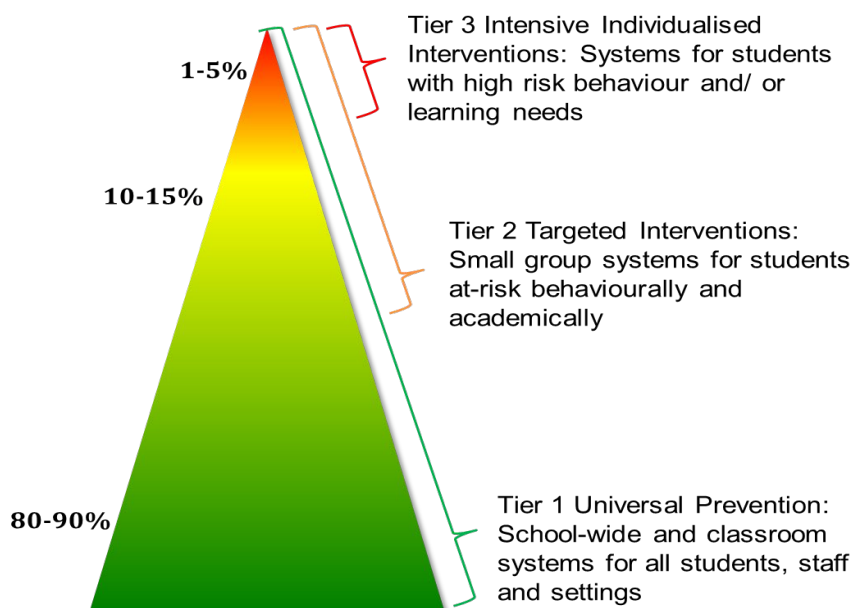 Tier 3 Intensive Individualised
Interventions: Systems for students
with high risk behaviour and/ or
learning needs
1-5%
10-15%
Tier 2 Targeted Interventions:
Small group systems for students
at-risk behaviourally and
academically
80-90%
Tier 1 Universal Prevention:
School-wide and classroom
systems for all students, staff
and settings